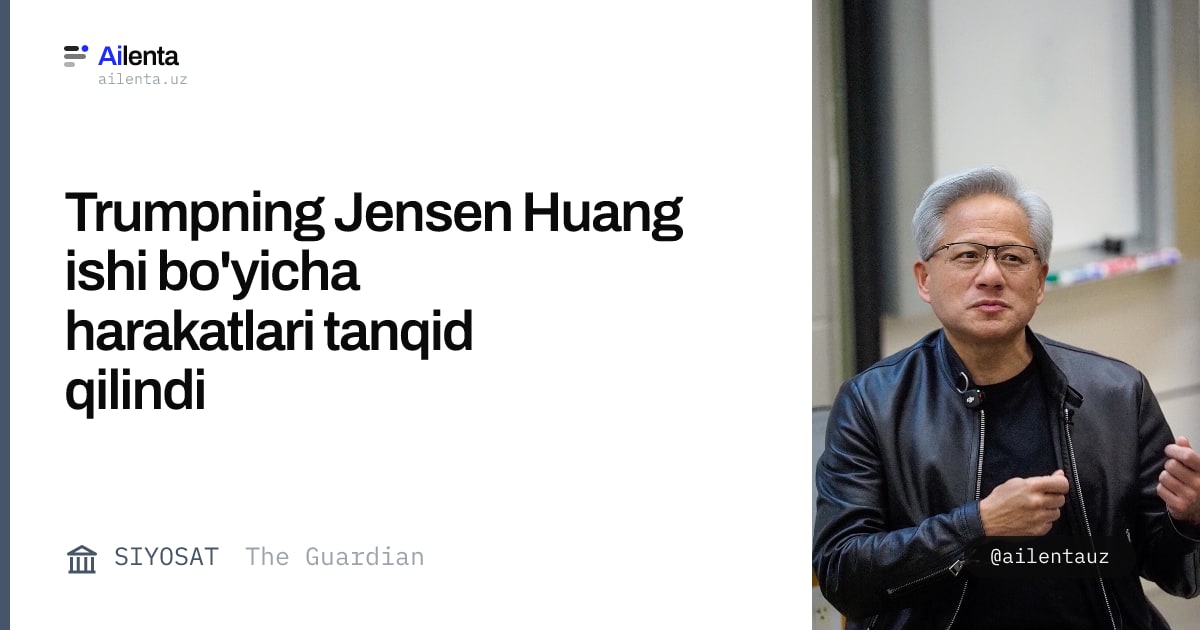 Ailenta
ailenta.uz
Trumpning Jensen Huang
ishi bo'yicha
harakatlari tanqid
qilindi
SIYOSAT The Guardian
@ailentauz